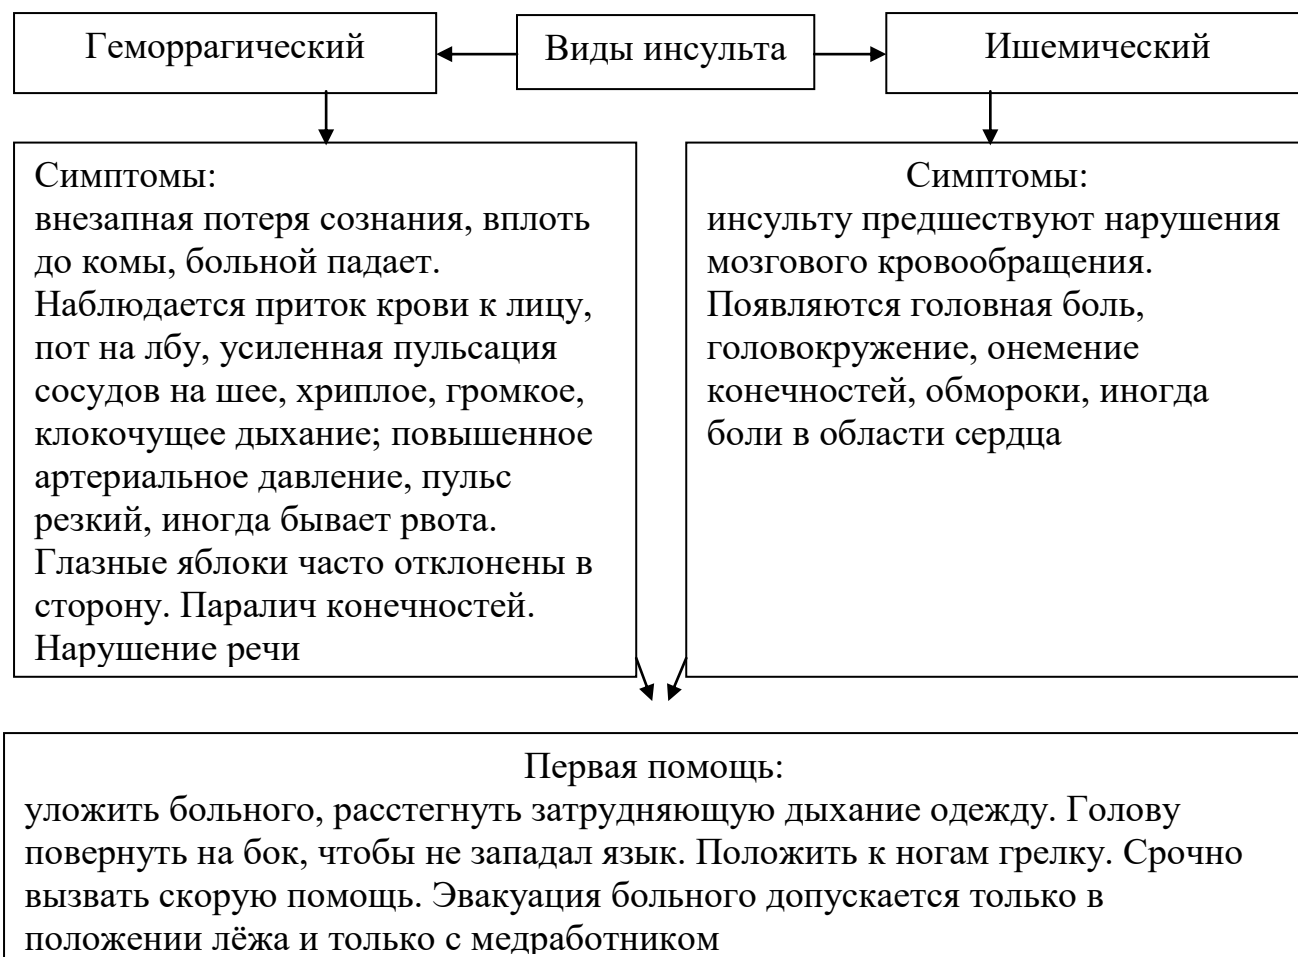 Геморрагический
Виды инсульта
Ишемический
Симптомы:
внезапная потеря сознания, вплоть
до комы, больной падает.
Наблюдается приток крови к лицу,
пот на лбу, усиленная пульсация
сосудов на шее, хриплое, громкое,
клокочущее дыхание; повышенное
артериальное давление, пульс
резкий, иногда бывает рвота.
Глазные яблоки часто отклонены в
сторону. Паралич конечностей.
Нарушение речи
Симптомы:
инсульту предшествуют нарушения
мозгового кровообращения.
Появляются головная боль,
головокружение, онемение
конечностей, обмороки, иногда
боли в области сердца
Первая помощь:
уложить больного, расстегнуть затрудняющую дыхание одежду. Голову
повернуть на бок, чтобы не западал язык. Положить к ногам грелку. Срочно
вызвать скорую помощь. Эвакуация больного допускается только в
положении лёжа и только с медработником